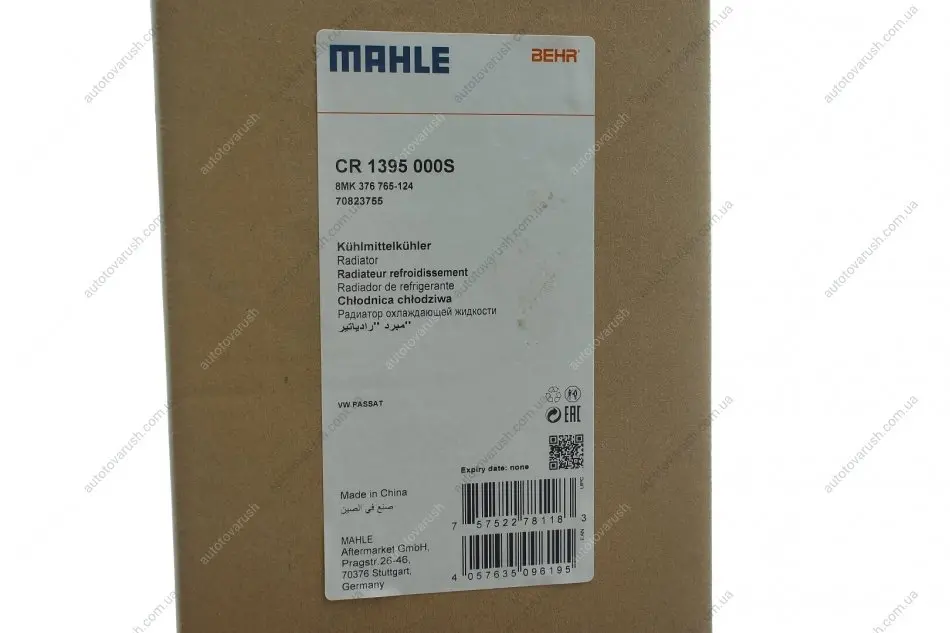 MAHLE
BEHR
CR 1395 000S
8MK 376 765-124
70823755
Kühlmittelkühler
Radiator
Radiateur refroidissement
Radiador de refrigerante
Chłodnica chłodziwa
Радиатор охлаждающей жидкости
مبرد "رادياتير"
VW PASSAT
EAC
Expiry date: none
UPC
Made in China
صنع في الصين
7 57522 78118 3
EAN
MAHLE
Aftermarket GmbH,
Pragstr.26-46,
70376 Stuttgart,
Germany
4 057635 096195
autotovarush.com.ua